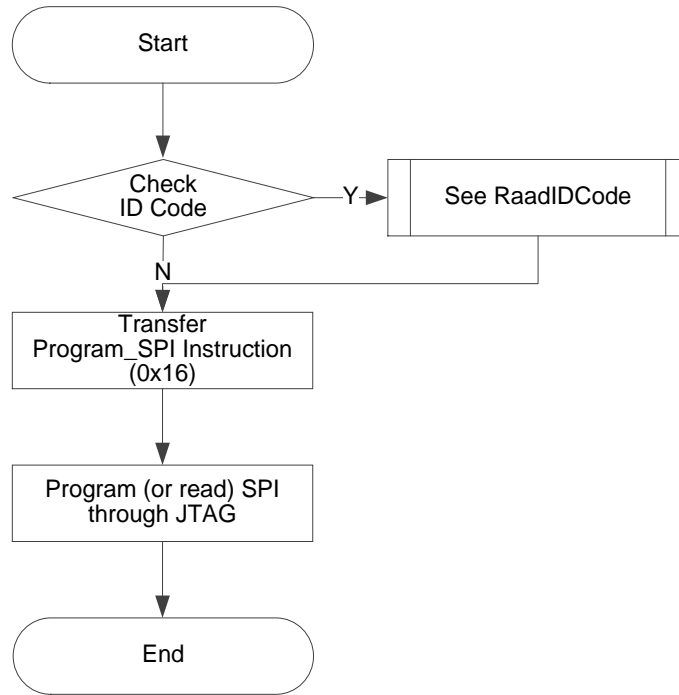 Start
Check
ID Code
Y
See RaadIDCode
N
Transfer
Program_SPI Instruction
(0x16)
Program (or read) SPI
through JTAG
End